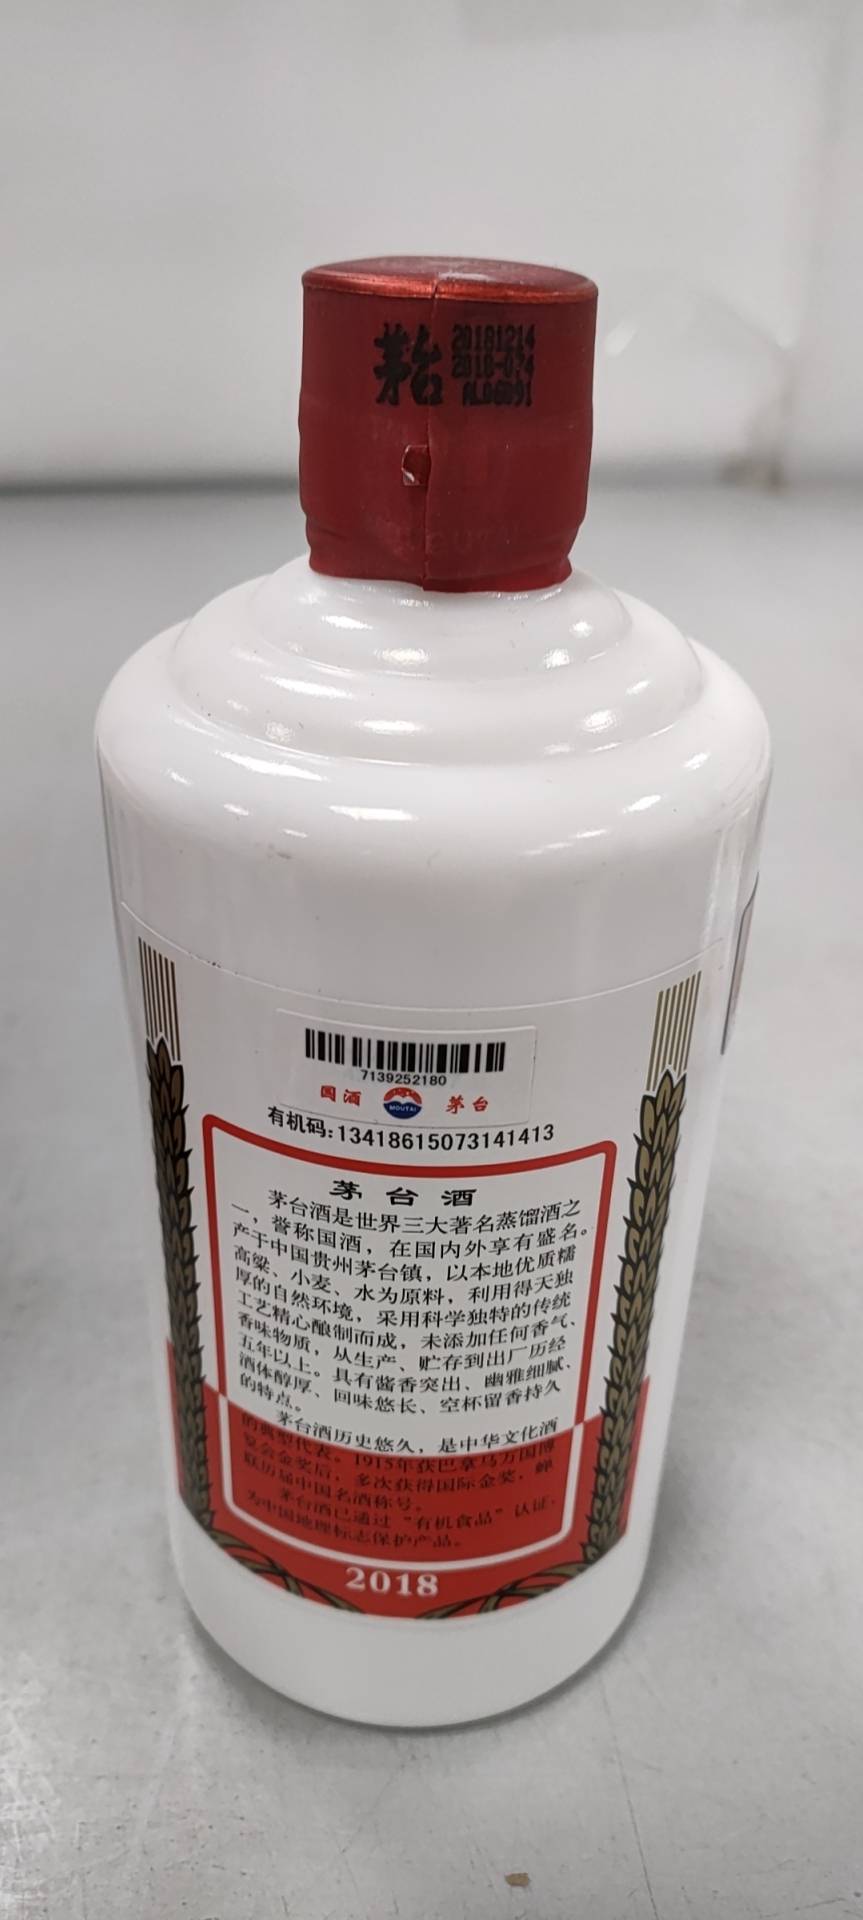 茅台
20181214
7139252180
国酒
MOUTAI
茅台
有机码:13418615073141413
茅台酒
茅台酒是世界三大著名蒸馏酒之
一，誉称国酒，在国内外享有盛名。
产于中国贵州茅台镇，以本地优质糯
高粱、小麦、水为原料，利用得天独
厚的自然环境，采用科学独特的传统
工艺精心酿制而成，未添加任何香气、
香味物质，从生产、贮存到出厂历经
五年以上。具有酱香突出、幽雅细腻、
酒体醇厚、回味悠长、空杯留香持久
的特点。
茅台酒历史悠久，是中华文化酒
的典型代表。1915年获巴拿马万国博
览会金奖后，多次获得国际金奖，蝉
联历届中国名酒称号。
茅台酒已通过“有机食品”认证，
为中国地理标志保护产品。
2018